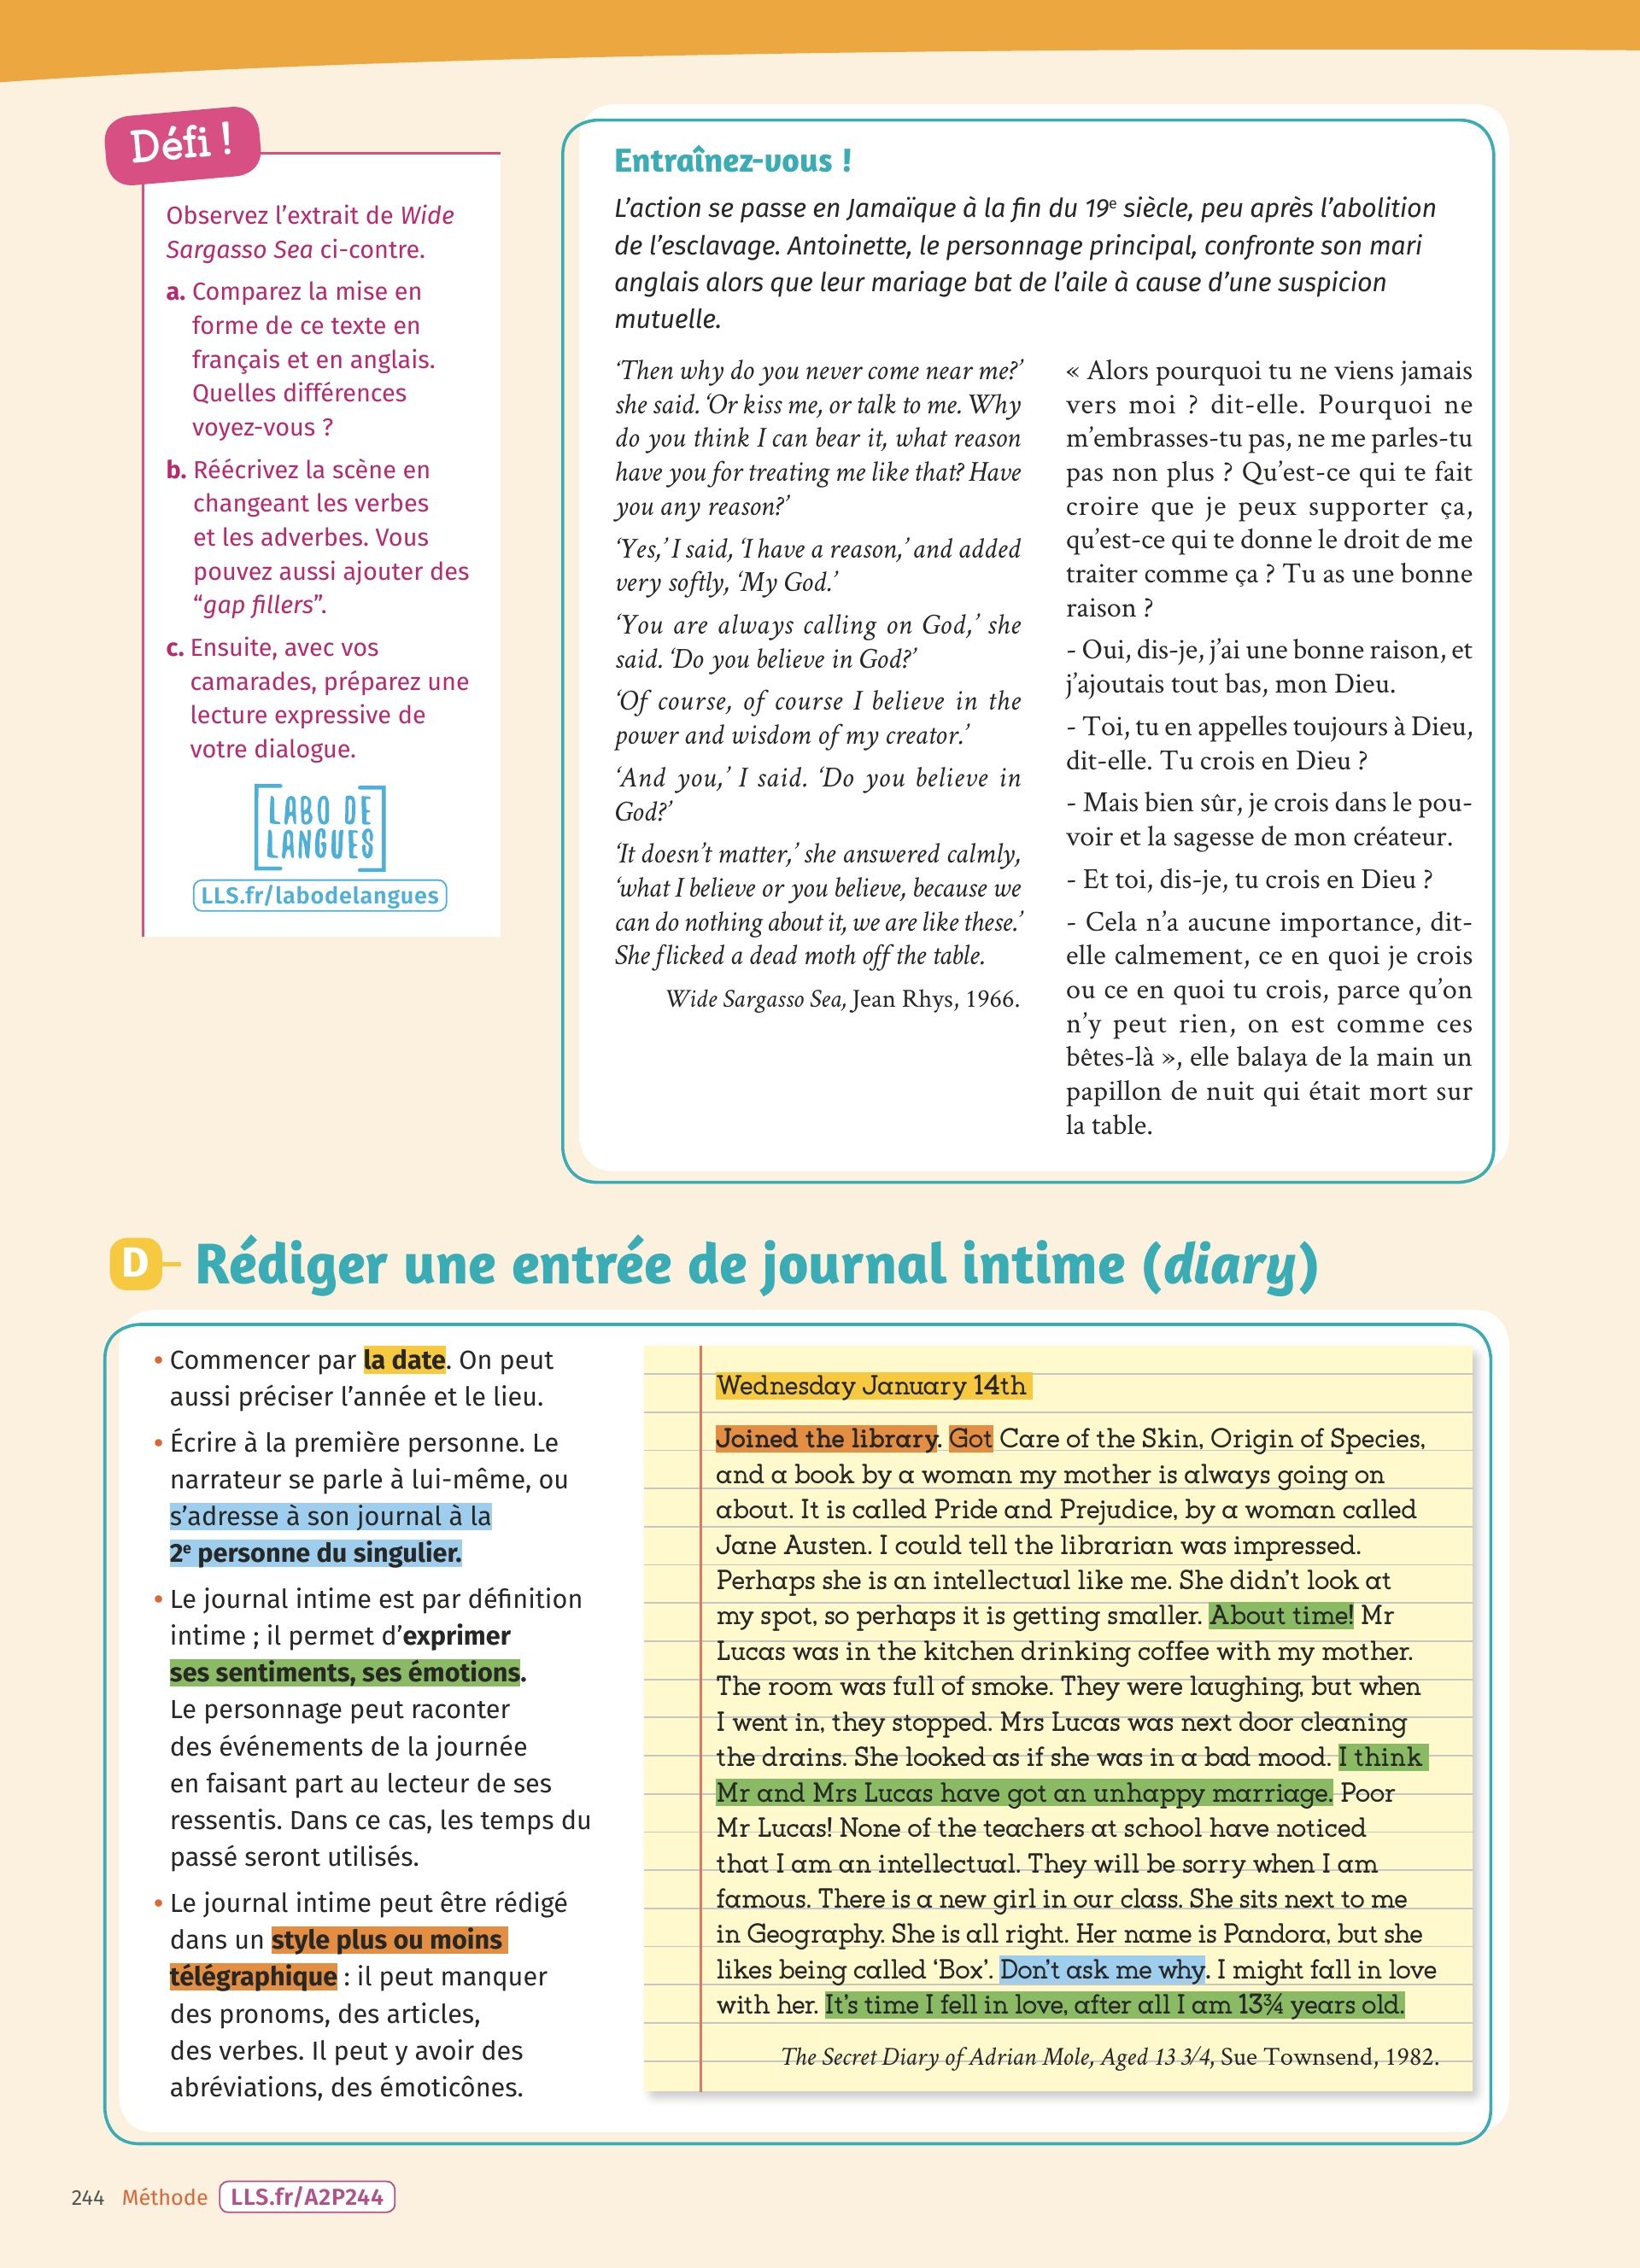 Défi !
Observez l'extrait de Wide
Sargasso Sea ci-contre.
a. Comparez la mise en
forme de ce texte en
français et en anglais.
Quelles différences
voyez-vous ?
b. Réécrivez la scène en
changeant les verbes
et les adverbes. Vous
pouvez aussi ajouter des
“gap fillers”.
c. Ensuite, avec vos
camarades, préparez une
lecture expressive de
votre dialogue.
LABO DE
LANGUES
LLS.fr/labodelangues
Entraînez-vous !
L'action se passe en Jamaïque à la fin du 19e siècle, peu après l'abolition
de l'esclavage. Antoinette, le personnage principal, confronte son mari
anglais alors que leur mariage bat de l'aile à cause d'une suspicion
mutuelle.
‘Then why do you never come near me?’
she said. ‘Or kiss me, or talk to me. Why
do you think I can bear it, what reason
have you for treating me like that? Have
you any reason?’
‘Yes,’ I said, ‘I have a reason,’ and added
very softly, ‘My God.’
‘You are always calling on God,’ she
said. ‘Do you believe in God?’
‘Of course, of course I believe in the
power and wisdom of my creator.’
‘And you,’ I said. ‘Do you believe in
God?’
‘It doesn’t matter,’ she answered calmly,
‘what I believe or you believe, because we
can do nothing about it, we are like these.’
She flicked a dead moth off the table.
Wide Sargasso Sea, Jean Rhys, 1966.
« Alors pourquoi tu ne viens jamais
vers moi ? dit-elle. Pourquoi ne
m’embrasses-tu pas, ne me parles-tu
pas non plus ? Qu’est-ce qui te fait
croire que je peux supporter ça,
qu’est-ce qui te donne le droit de me
traiter comme ça ? Tu as une bonne
raison ?
- Oui, dis-je, j’ai une bonne raison, et
j’ajoutais tout bas, mon Dieu.
- Toi, tu en appelles toujours à Dieu,
dit-elle. Tu crois en Dieu ?
- Mais bien sûr, je crois dans le pou-
voir et la sagesse de mon créateur.
- Et toi, dis-je, tu crois en Dieu ?
- Cela n’a aucune importance, dit-
elle calmement, ce en quoi je crois
ou ce en quoi tu crois, parce qu’on
n’y peut rien, on est comme ces
bêtes-là », elle balaya de la main un
papillon de nuit qui était mort sur
la table.
D Rédiger une entrée de journal intime (diary)
• Commencer par la date. On peut
aussi préciser l’année et le lieu.
• Écrire à la première personne. Le
narrateur se parle à lui-même, ou
s’adresse à son journal à la
2e personne du singulier.
• Le journal intime est par définition
intime ; il permet d’exprimer
ses sentiments, ses émotions.
Le personnage peut raconter
des événements de la journée
en faisant part au lecteur de ses
ressentis. Dans ce cas, les temps du
passé seront utilisés.
• Le journal intime peut être rédigé
dans un style plus ou moins
télégraphique : il peut manquer
des pronoms, des articles,
des verbes. Il peut y avoir des
abréviations, des émoticônes.
Wednesday January 14th
Joined the library. Got Care of the Skin, Origin of Species,
and a book by a woman my mother is always going on
about. It is called Pride and Prejudice, by a woman called
Jane Austen. I could tell the librarian was impressed.
Perhaps she is an intellectual like me. She didn’t look at
my spot, so perhaps it is getting smaller. About time! Mr
Lucas was in the kitchen drinking coffee with my mother.
The room was full of smoke. They were laughing, but when
I went in, they stopped. Mrs Lucas was next door cleaning
the drains. She looked as if she was in a bad mood. I think
Mr and Mrs Lucas have got an unhappy marriage. Poor
Mr Lucas! None of the teachers at school have noticed
that I am an intellectual. They will be sorry when I am
famous. There is a new girl in our class. She sits next to me
in Geography. She is all right. Her name is Pandora, but she
likes being called ‘Box’. Don’t ask me why. I might fall in love
with her. It’s time I fell in love, after all I am 13¾ years old.
The Secret Diary of Adrian Mole, Aged 13 3/4, Sue Townsend, 1982.
244 Méthode LLS.fr/A2P244